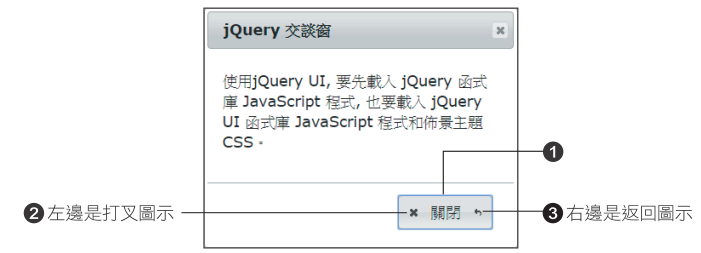 jQuery 交談窗
使用jQuery UI, 要先載入 jQuery 函式
庫 JavaScript 程式, 也要載入 jQuery
UI 函式庫 JavaScript 程式和佈景主題
CSS。
1
2 左邊是打叉圖示
關閉
3 右邊是返回圖示